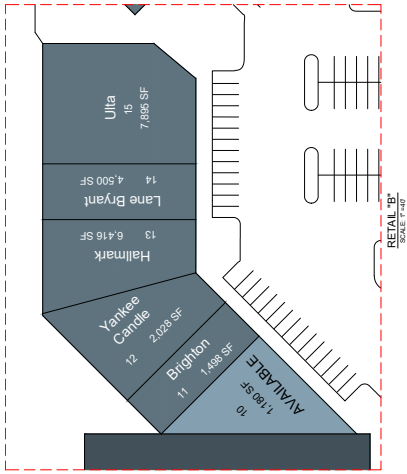 Ulta
15
7,895 SF
Lane Bryant
14
4,500 SF
Hallmark
13
6,416 SF
Yankee
Candle
12
2,028 SF
Brighton
11
1,498 SF
AVAILABLE
1,180 SF
10
RETAIL "B"
SCALE: 1"=40'